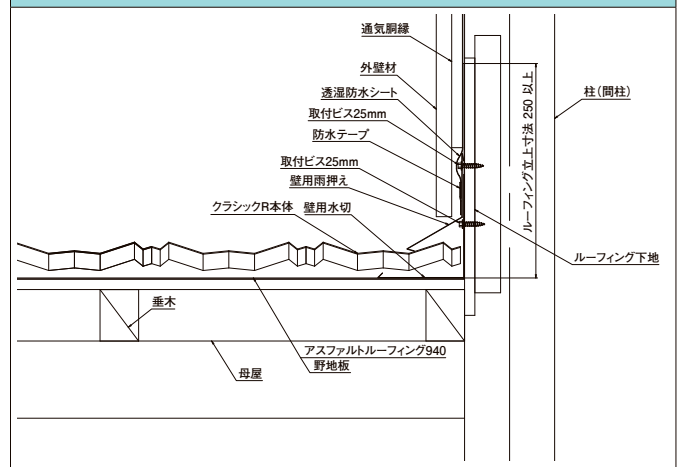 通気胴縁
外壁材
透湿防水シート
取付ビス25mm
防水テープ
取付ビス25mm
壁用雨押え
クラシックR本体 壁用水切
ルーフィング立上寸法 250 以上
柱(間柱)
ルーフィング下地
垂木
アスファルトルーフィング940
野地板
母屋